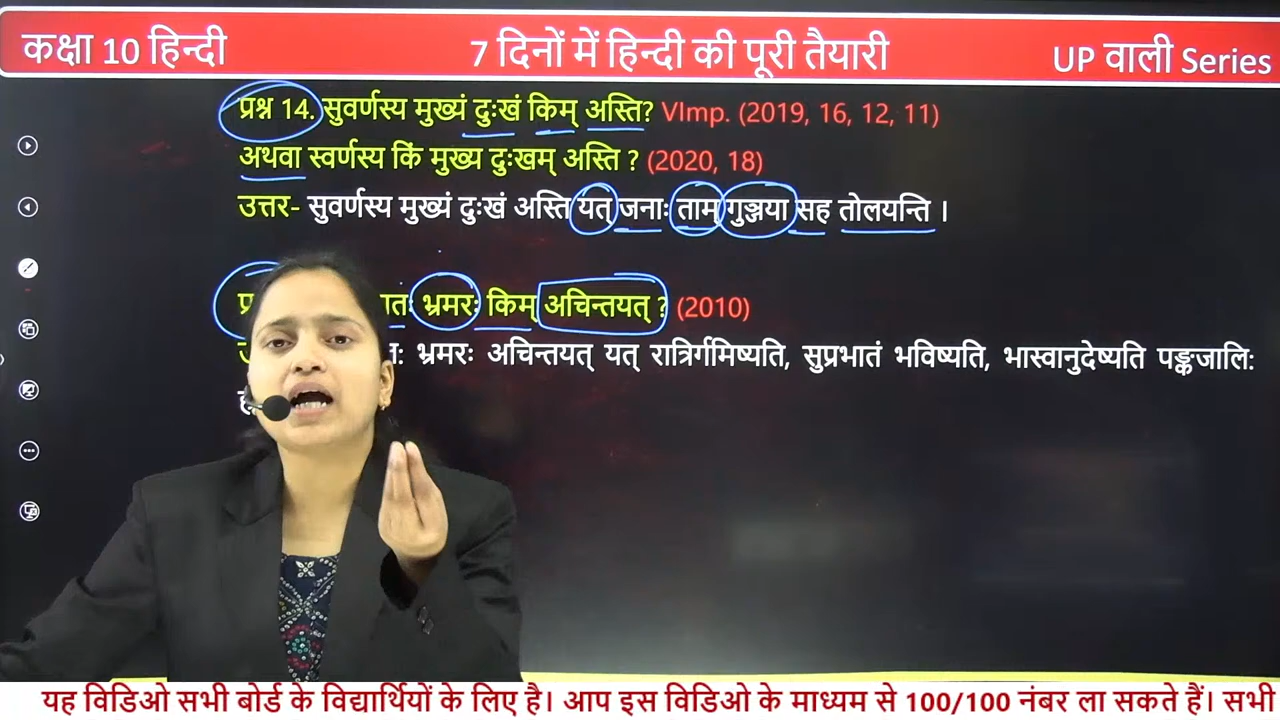 कक्षा 10 हिन्दी 7 दिनों में हिन्दी की पूरी तैयारी UP वाली Series
प्रश्न 14. सुवर्णस्य मुख्यं दुःखं किम् अस्ति? VImp. (2019, 16, 12, 11)
अथवा स्वर्णस्य किं मुख्य दुःखम् अस्ति ? (2020, 18)
उत्तर- सुवर्णस्य मुख्यं दुःखं अस्ति यत् जनाः ताम् गुञ्जया सह तोलयन्ति ।
भ्रमरः किम् अचिन्तयत् ? (2010)
भ्रमरः अचिन्तयत् यत् रात्रिर्गमिष्यति, सुप्रभातं भविष्यति, भास्वानुदेष्यति पङ्कजालि:
यह विडिओ सभी बोर्ड के विद्यार्थियों के लिए है। आप इस विडिओ के माध्यम से 100/100 नंबर ला सकते हैं। सभी